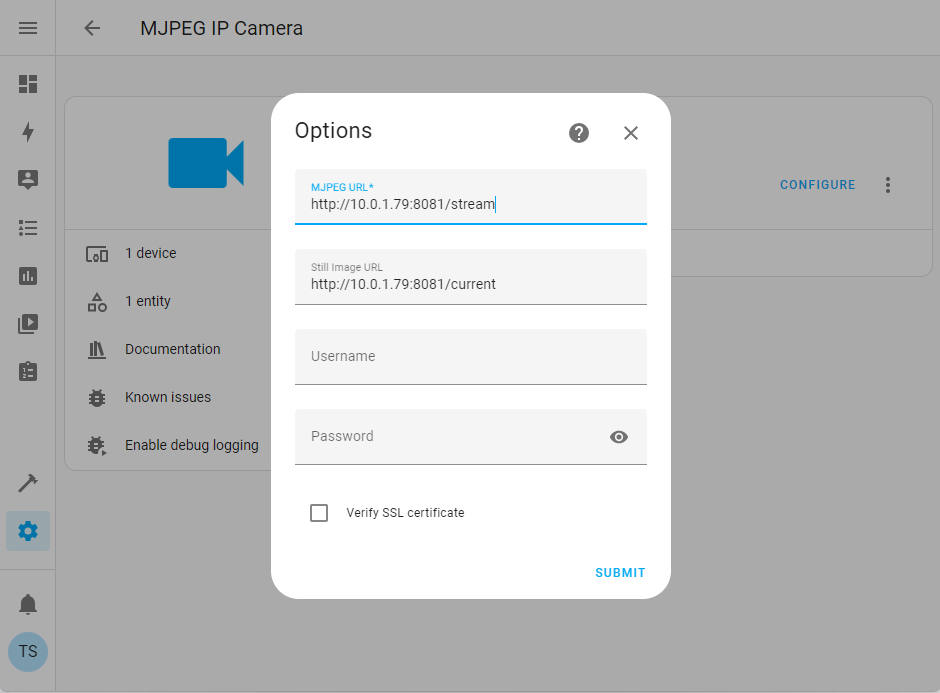 MJPEG IP Camera
Options
MJPEG URL*
http://10.0.1.79:8081/stream
CONFIGURE
1 device
Still Image URL
http://10.0.1.79:8081/current
1 entity
Documentation
Username
Known issues
Password
Enable debug logging
Verify SSL certificate
SUBMIT
TS